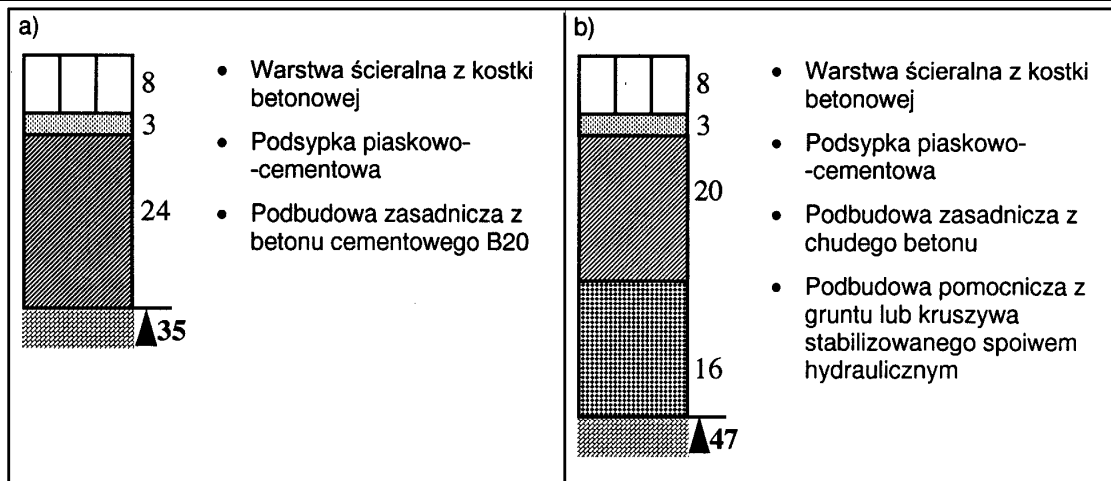 a)
8
3
24
35
• Warstwa ścieralna z kostki
betonowej
• Podsypka piaskowo-
-cementowa
• Podbudowa zasadnicza z
betonu cementowego B20
b)
8
3
20
16
47
• Warstwa ścieralna z kostki
betonowej
• Podsypka piaskowo-
-cementowa
• Podbudowa zasadnicza z
chudego betonu
• Podbudowa pomocnicza z
gruntu lub kruszywa
stabilizowanego spoiwem
hydraulicznym